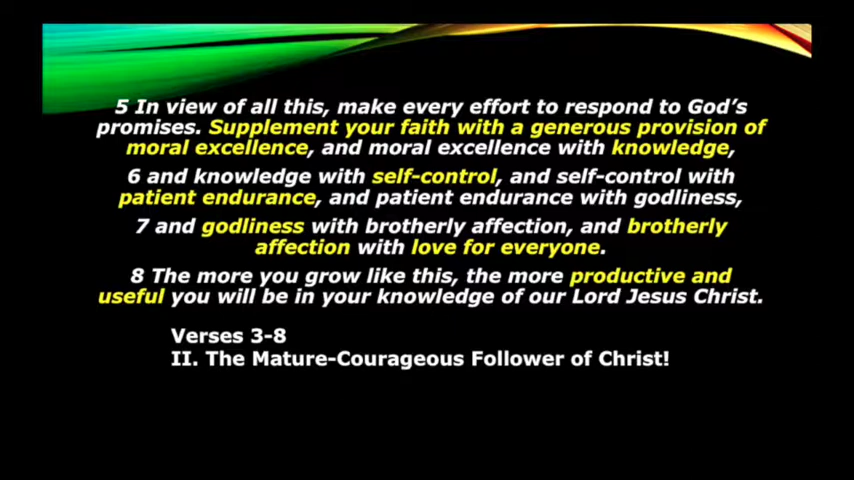 5 In view of all this, make every effort to respond to God's
promises. Supplement your faith with a generous provision of
moral excellence, and moral excellence with knowledge,
6 and knowledge with self-control, and self-control with
patient endurance, and patient endurance with godliness,
7 and godliness with brotherly affection, and brotherly
affection with love for everyone.
8 The more you grow like this, the more productive and
useful you will be in your knowledge of our Lord Jesus Christ.
Verses 3-8
II. The Mature-Courageous Follower of Christ!